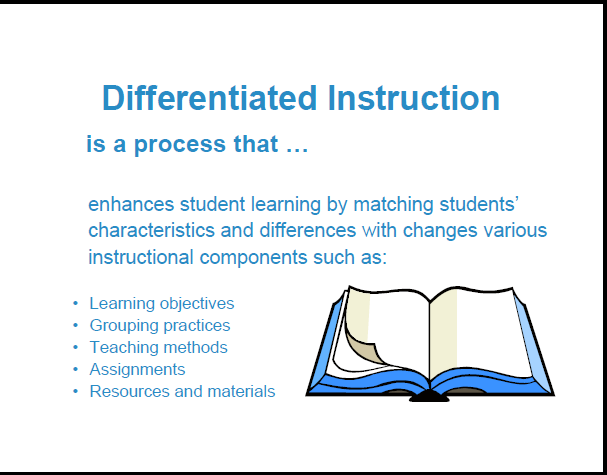 Differentiated Instruction
is a process that …
enhances student learning by matching students’
characteristics and differences with changes various
instructional components such as:
• Learning objectives
• Grouping practices
• Teaching methods
• Assignments
• Resources and materials